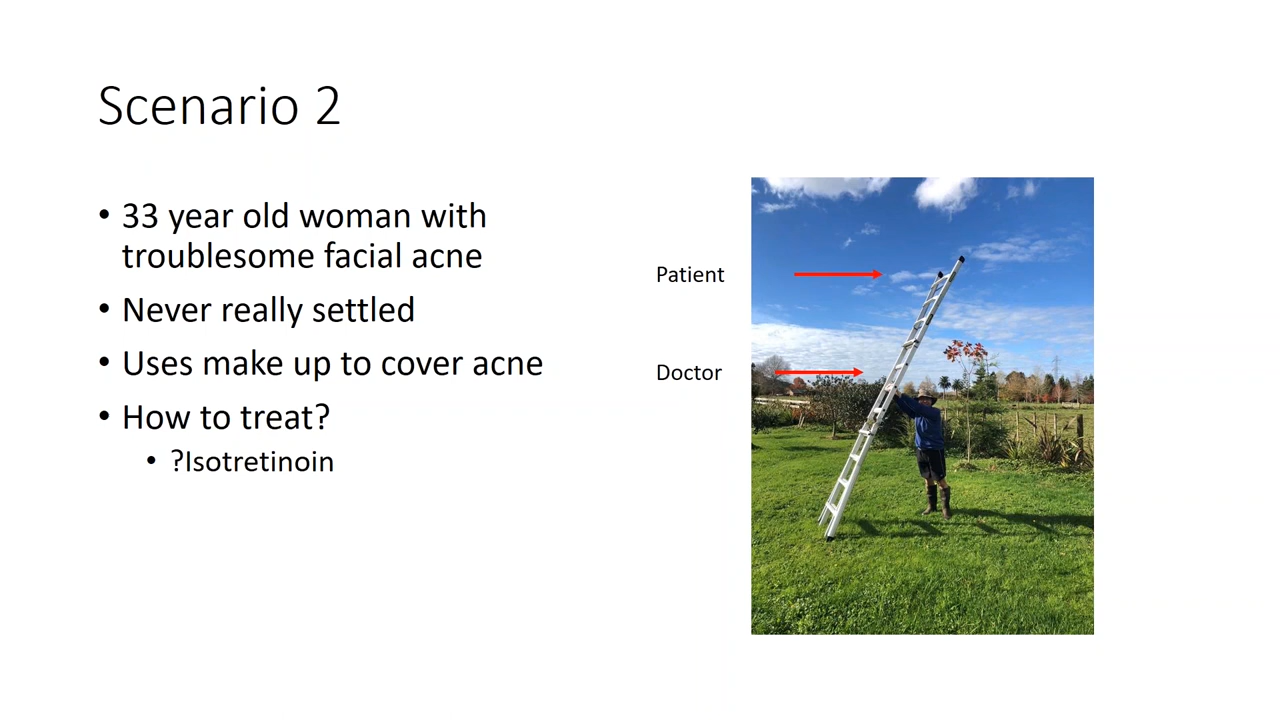 Scenario 2
• 33 year old woman with
troublesome facial acne
• Never really settled
• Uses make up to cover acne
• How to treat?
• ?Isotretinoin
Patient
Doctor